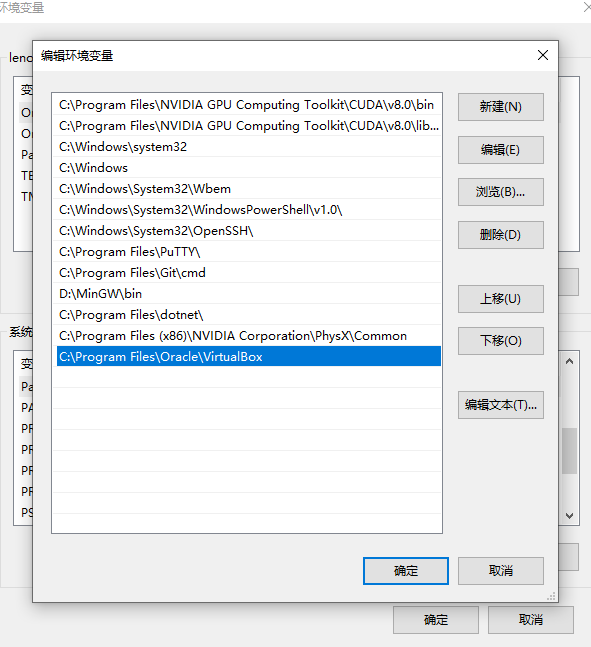 环境变量
编辑环境变量
leno
变
Pa
TE
C:\Program Files\NVIDIA GPU Computing Toolkit\CUDA\v8.0\bin
C:\Program Files\NVIDIA GPU Computing Toolkit\CUDA\v8.0\lib...
C:\Windows\system32
C:\Windows
C:\Windows\System32\Wbem
C:\Windows\System32\WindowsPowerShell\v1.0\
C:\Windows\System32\OpenSSH\
C:\Program Files\PuTTY\
C:\Program Files\Git\cmd
D:\MinGW\bin
C:\Program Files\dotnet\
C:\Program Files (x86)\NVIDIA Corporation\PhysX\Common
C:\Program Files\Oracle\VirtualBox
新建(N)
编辑(E)
浏览(B)...
删除(D)
上移(U)
下移(O)
编辑文本(T)...
系统
变
Pa
PA
PF
PF
PF
PF
PS
确定
取消
确定
取消